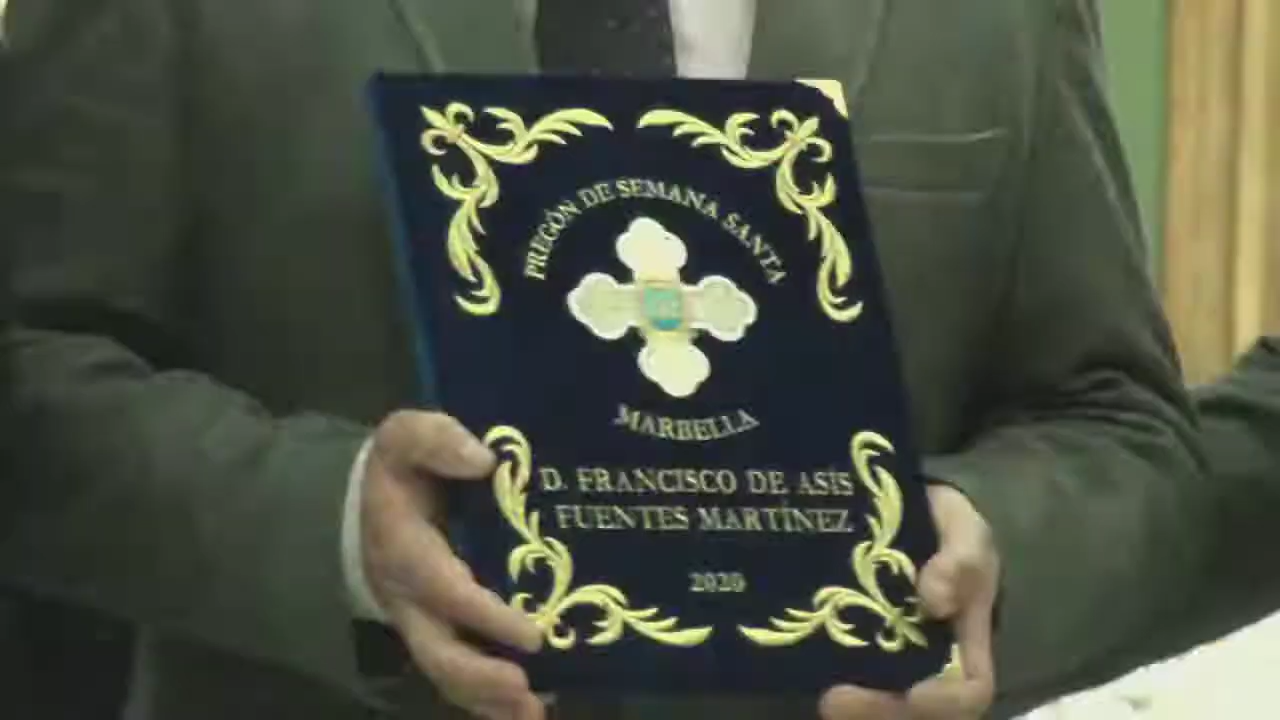 PREGÓN DE SEMANA SANTA
MARBELLA
D. FRANCISCO DE ASÍS
FUENTES MARTÍNEZ
2020